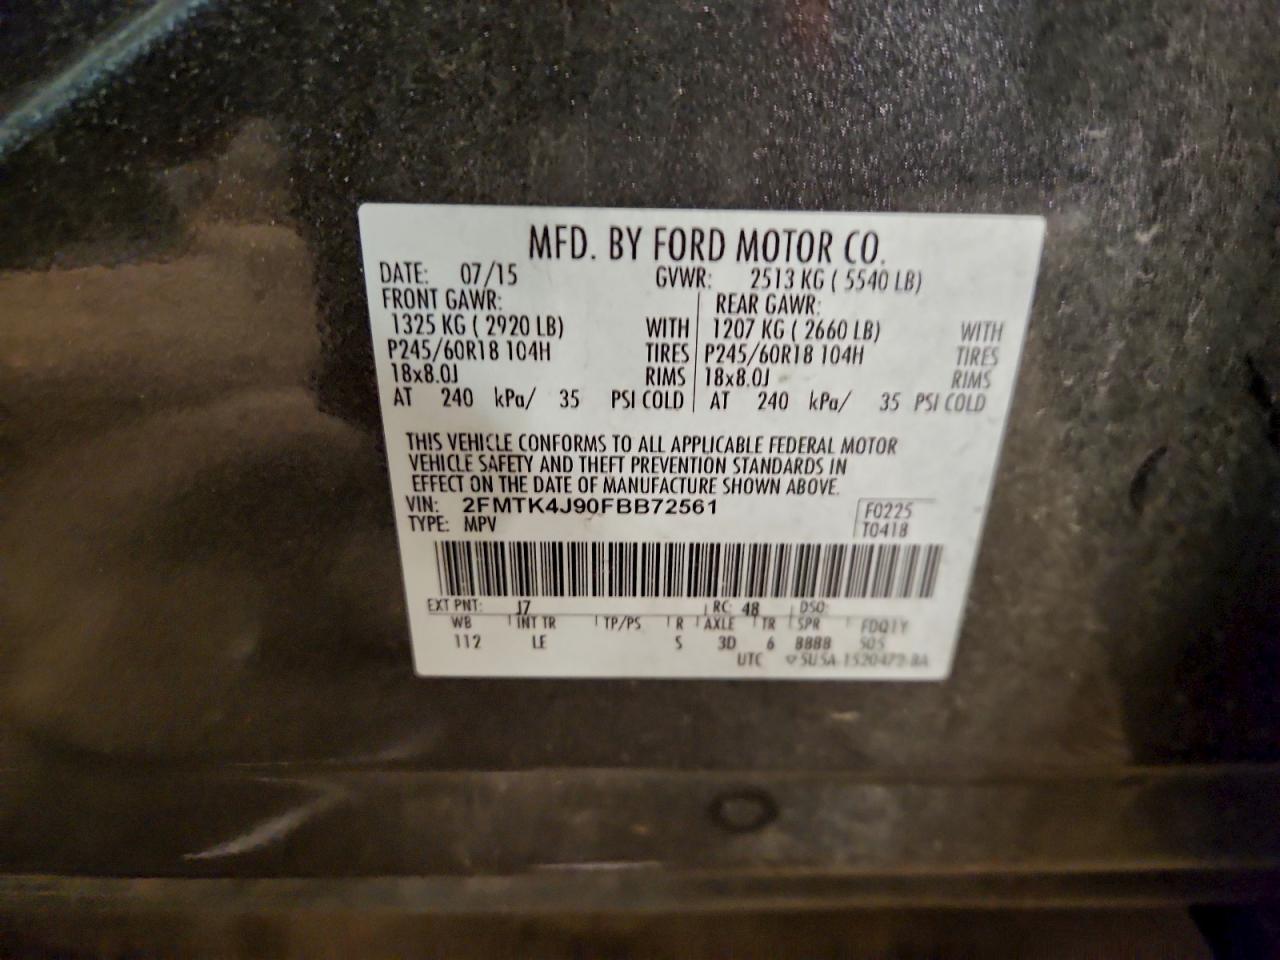 MFD. BY FORD MOTOR CO.
DATE: 07/15 GVWR: 2513 KG ( 5540 LB)
FRONT GAWR: REAR GAWR:
1325 KG ( 2920 LB) WITH 1207 KG ( 2660 LB) WITH
P245/60R18 104H TIRES P245/60R18 104H TIRES
18x8.0J RIMS 18x8.0J RIMS
AT 240 kPa/ 35 PSI COLD AT 240 kPa/ 35 PSI COLD
THIS VEHICLE CONFORMS TO ALL APPLICABLE FEDERAL MOTOR
VEHICLE SAFETY AND THEFT PREVENTION STANDARDS IN
EFFECT ON THE DATE OF MANUFACTURE SHOWN ABOVE.
VIN: 2FMTK4J90FBB72561 F0225
TYPE: MPV T0418
EXT PNT: J7 RC: 48 DSO:
WB INT TR TP/PS R AXLE TR SPR
112 LE S 3D 6 8888 505
UTC